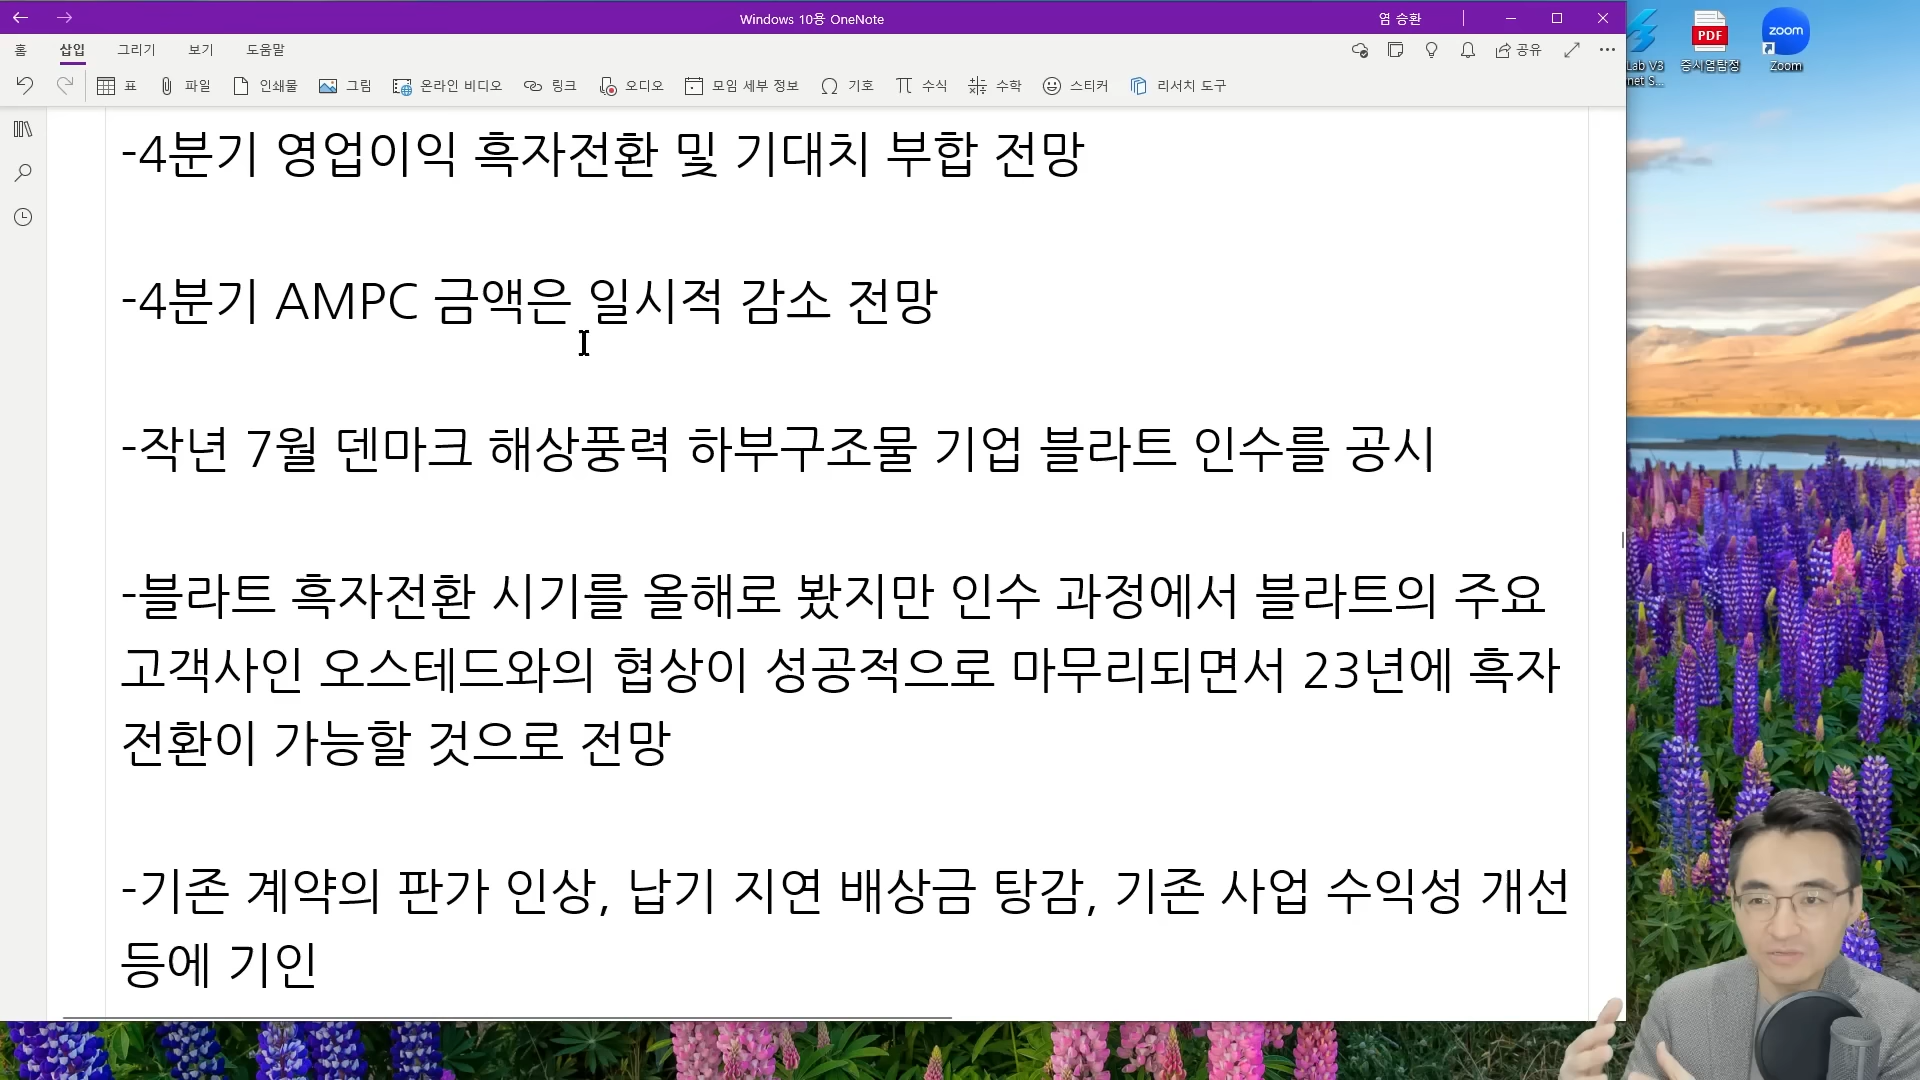 Windows 10용 OneNote
염 승환
홈 삽입 그리기 보기 도움말
공유
표 파일 인쇄물 그림 온라인 비디오 링크 오디오 모임 세부 정보 기호 수식 수학 스티커 리서치 도구
-4분기 영업이익 흑자전환 및 기대치 부합 전망
-4분기 AMPC 금액은 일시적 감소 전망
-작년 7월 덴마크 해상풍력 하부구조물 기업 블라트 인수를 공시
-블라트 흑자전환 시기를 올해로 봤지만 인수 과정에서 블라트의 주요
고객사인 오스테드와의 협상이 성공적으로 마무리되면서 23년에 흑자
전환이 가능할 것으로 전망
-기존 계약의 판가 인상, 납기 지연 배상금 탕감, 기존 사업 수익성 개선
등에 기인
Lab V3
net S...
PDF
증시염탐정
zoom
Zoom